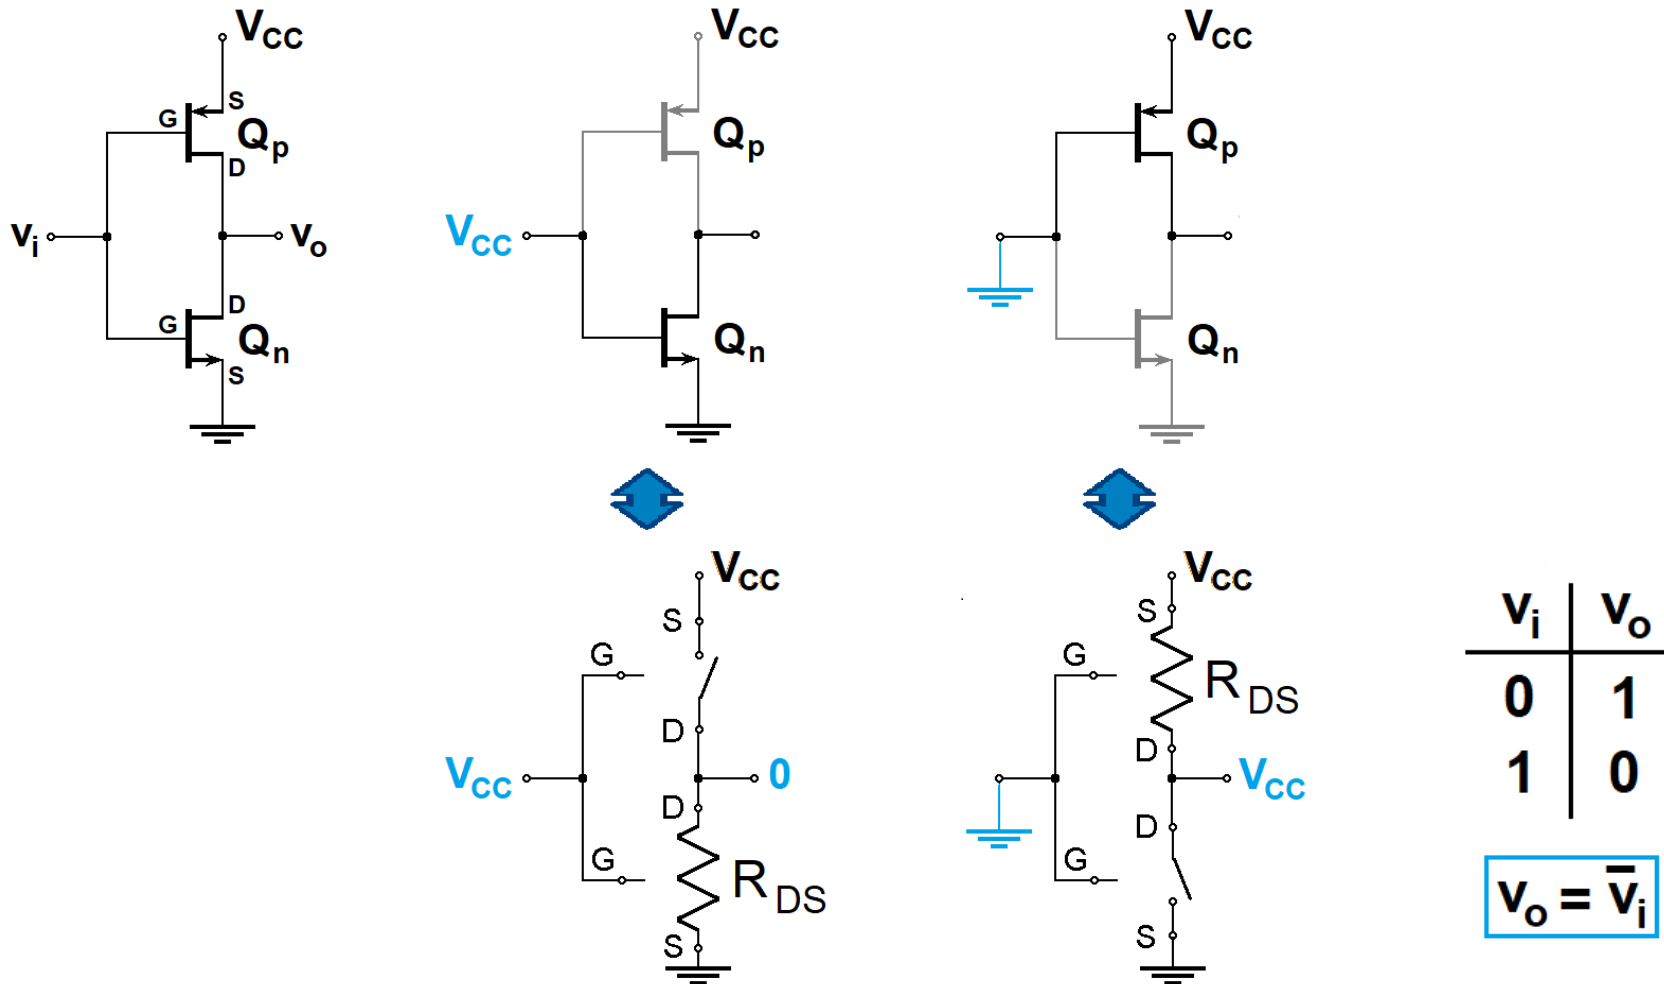 VCC
VCC
VCC
S
G
Qp
Qp
Qp
D
vi
vo
VCC
D
G
Qn
Qn
Qn
S
VCC
VCC
S
S
G
G
RDS
D
D
VCC
0
VCC
D
D
G
G
RDS
S
S
vi vo
0 1
1 0
vo = v̄i